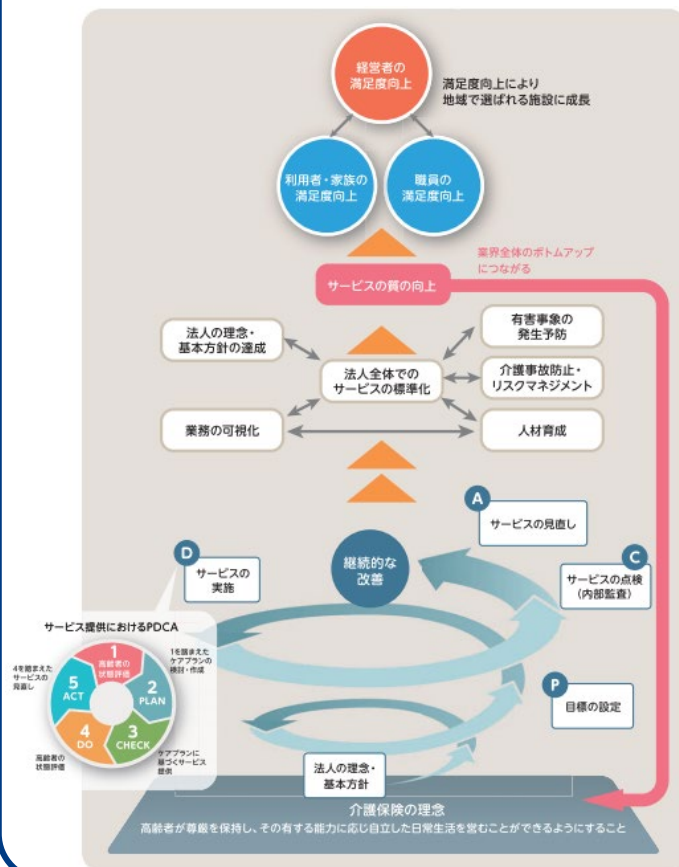 経営者の
満足度向上
満足度向上により
地域で選ばれる施設に成長
利用者・家族の
満足度向上
職員の
満足度向上
業界全体のボトムアップ
につながる
サービスの質の向上
法人の理念・
基本方針の達成
有害事象の
発生予防
法人全体での
サービスの標準化
介護事故防止・
リスクマネジメント
業務の可視化
人材育成
A
サービスの見直し
D
サービスの
実施
継続的な
改善
C
サービスの点検
(内部監査)
サービス提供におけるPDCA
1
高齢者の
状態評価
1を踏まえた
ケアプランの
検討・作成
2
PLAN
3
CHECK
ケアプランに
基づくサービス
提供
4
DO
高齢者の
状態評価
5
ACT
4を踏まえた
サービスの
見直し
P
目標の設定
法人の理念・
基本方針
介護保険の理念
高齢者が尊厳を保持し、その有する能力に応じ自立した日常生活を営むことができるようにすること